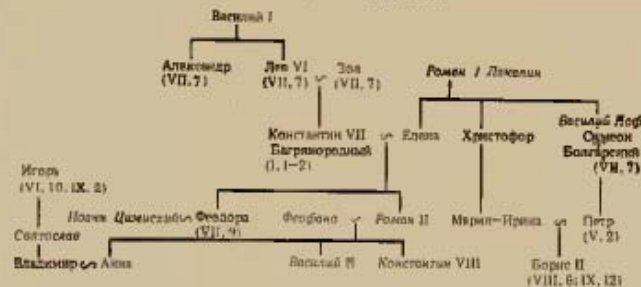 Василий I
Александр Лев VI Зоя Роман I Лакапин
(VII, 7) (VII, 7) (VII, 7)
Василий
Константин VII Елена Христофор Симеон
Багрянородный Болгарский
(I, 1—2) (VII, 7)
Игорь
(VI, 10, IX, 2)
Иоанн Цимисхий Феодора Феофано Роман II Мария-Ирина Петр
Святослав (VII, 9) (V, 2)
Владимир Анна Василий II Константин VIII Борис II
(VIII, 6; IX, 12)